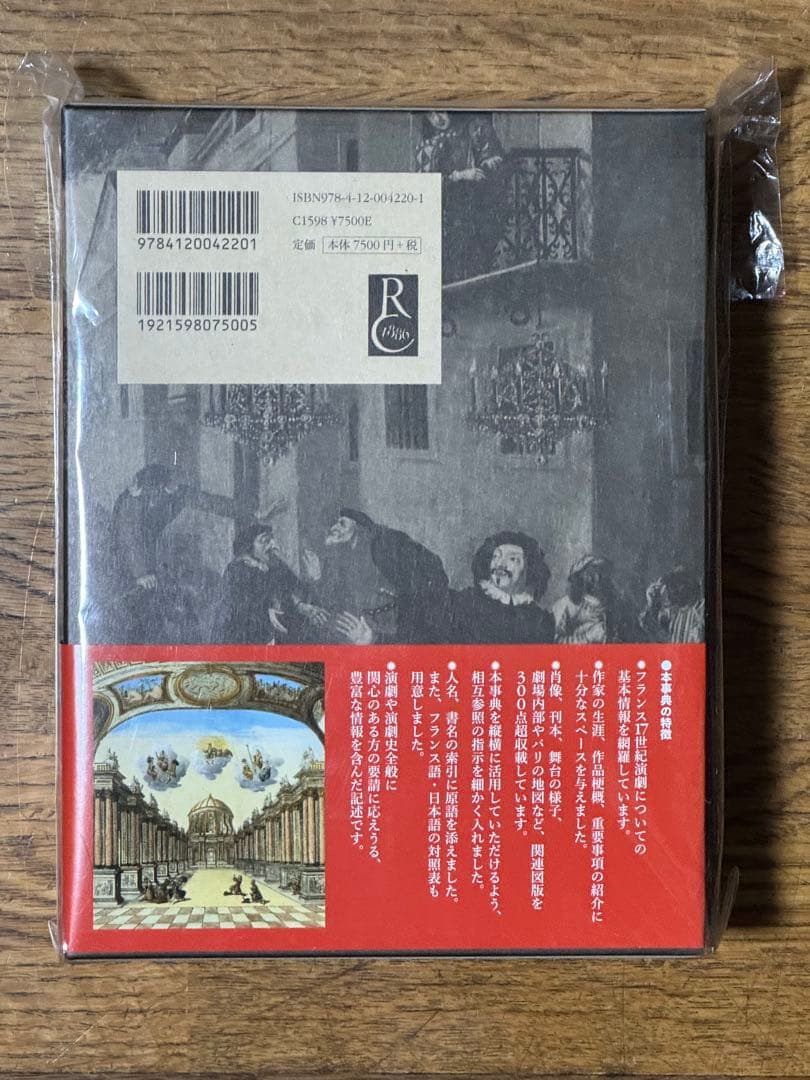 ISBN978-4-12-004220-1
C1598 ¥7500E
定価 本体7500円+税
9784120042201
1921598075005
R
C
1886
●本事典の特徴
●フランス17世紀演劇についての
基本情報を網羅しています。
●作家の生涯、作品梗概、重要事項の紹介に
十分なスペースを与えました。
●肖像、刊本、舞台の様子、
劇場内部やパリの地図など、関連図版を
300点超収載しています。
●本事典を縦横に活用していただけるよう、
相互参照の指示を細かく入れました。
●人名、書名の索引に原語を添えました。
また、フランス語・日本語の対照表も
用意しました。
●演劇や演劇史全般に
関心のある方の要請に応えうる、
豊富な情報を含んだ記述です。